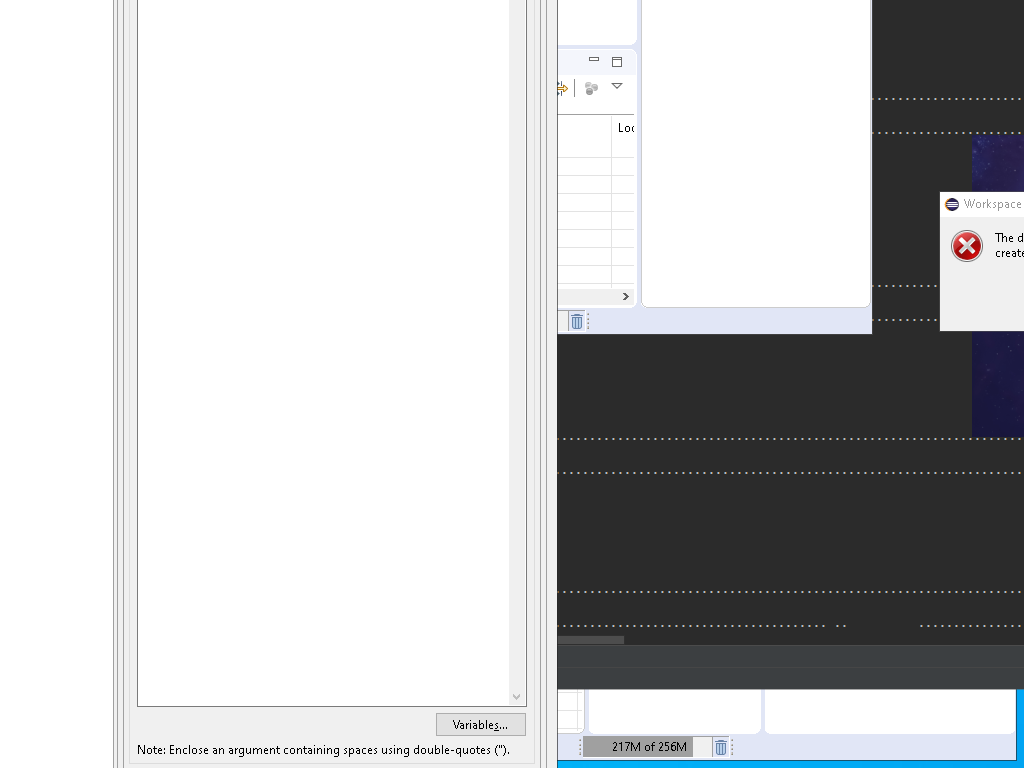 Loc
Workspace
The d
create
Variables...
Note: Enclose an argument containing spaces using double-quotes (").
217M of 256M